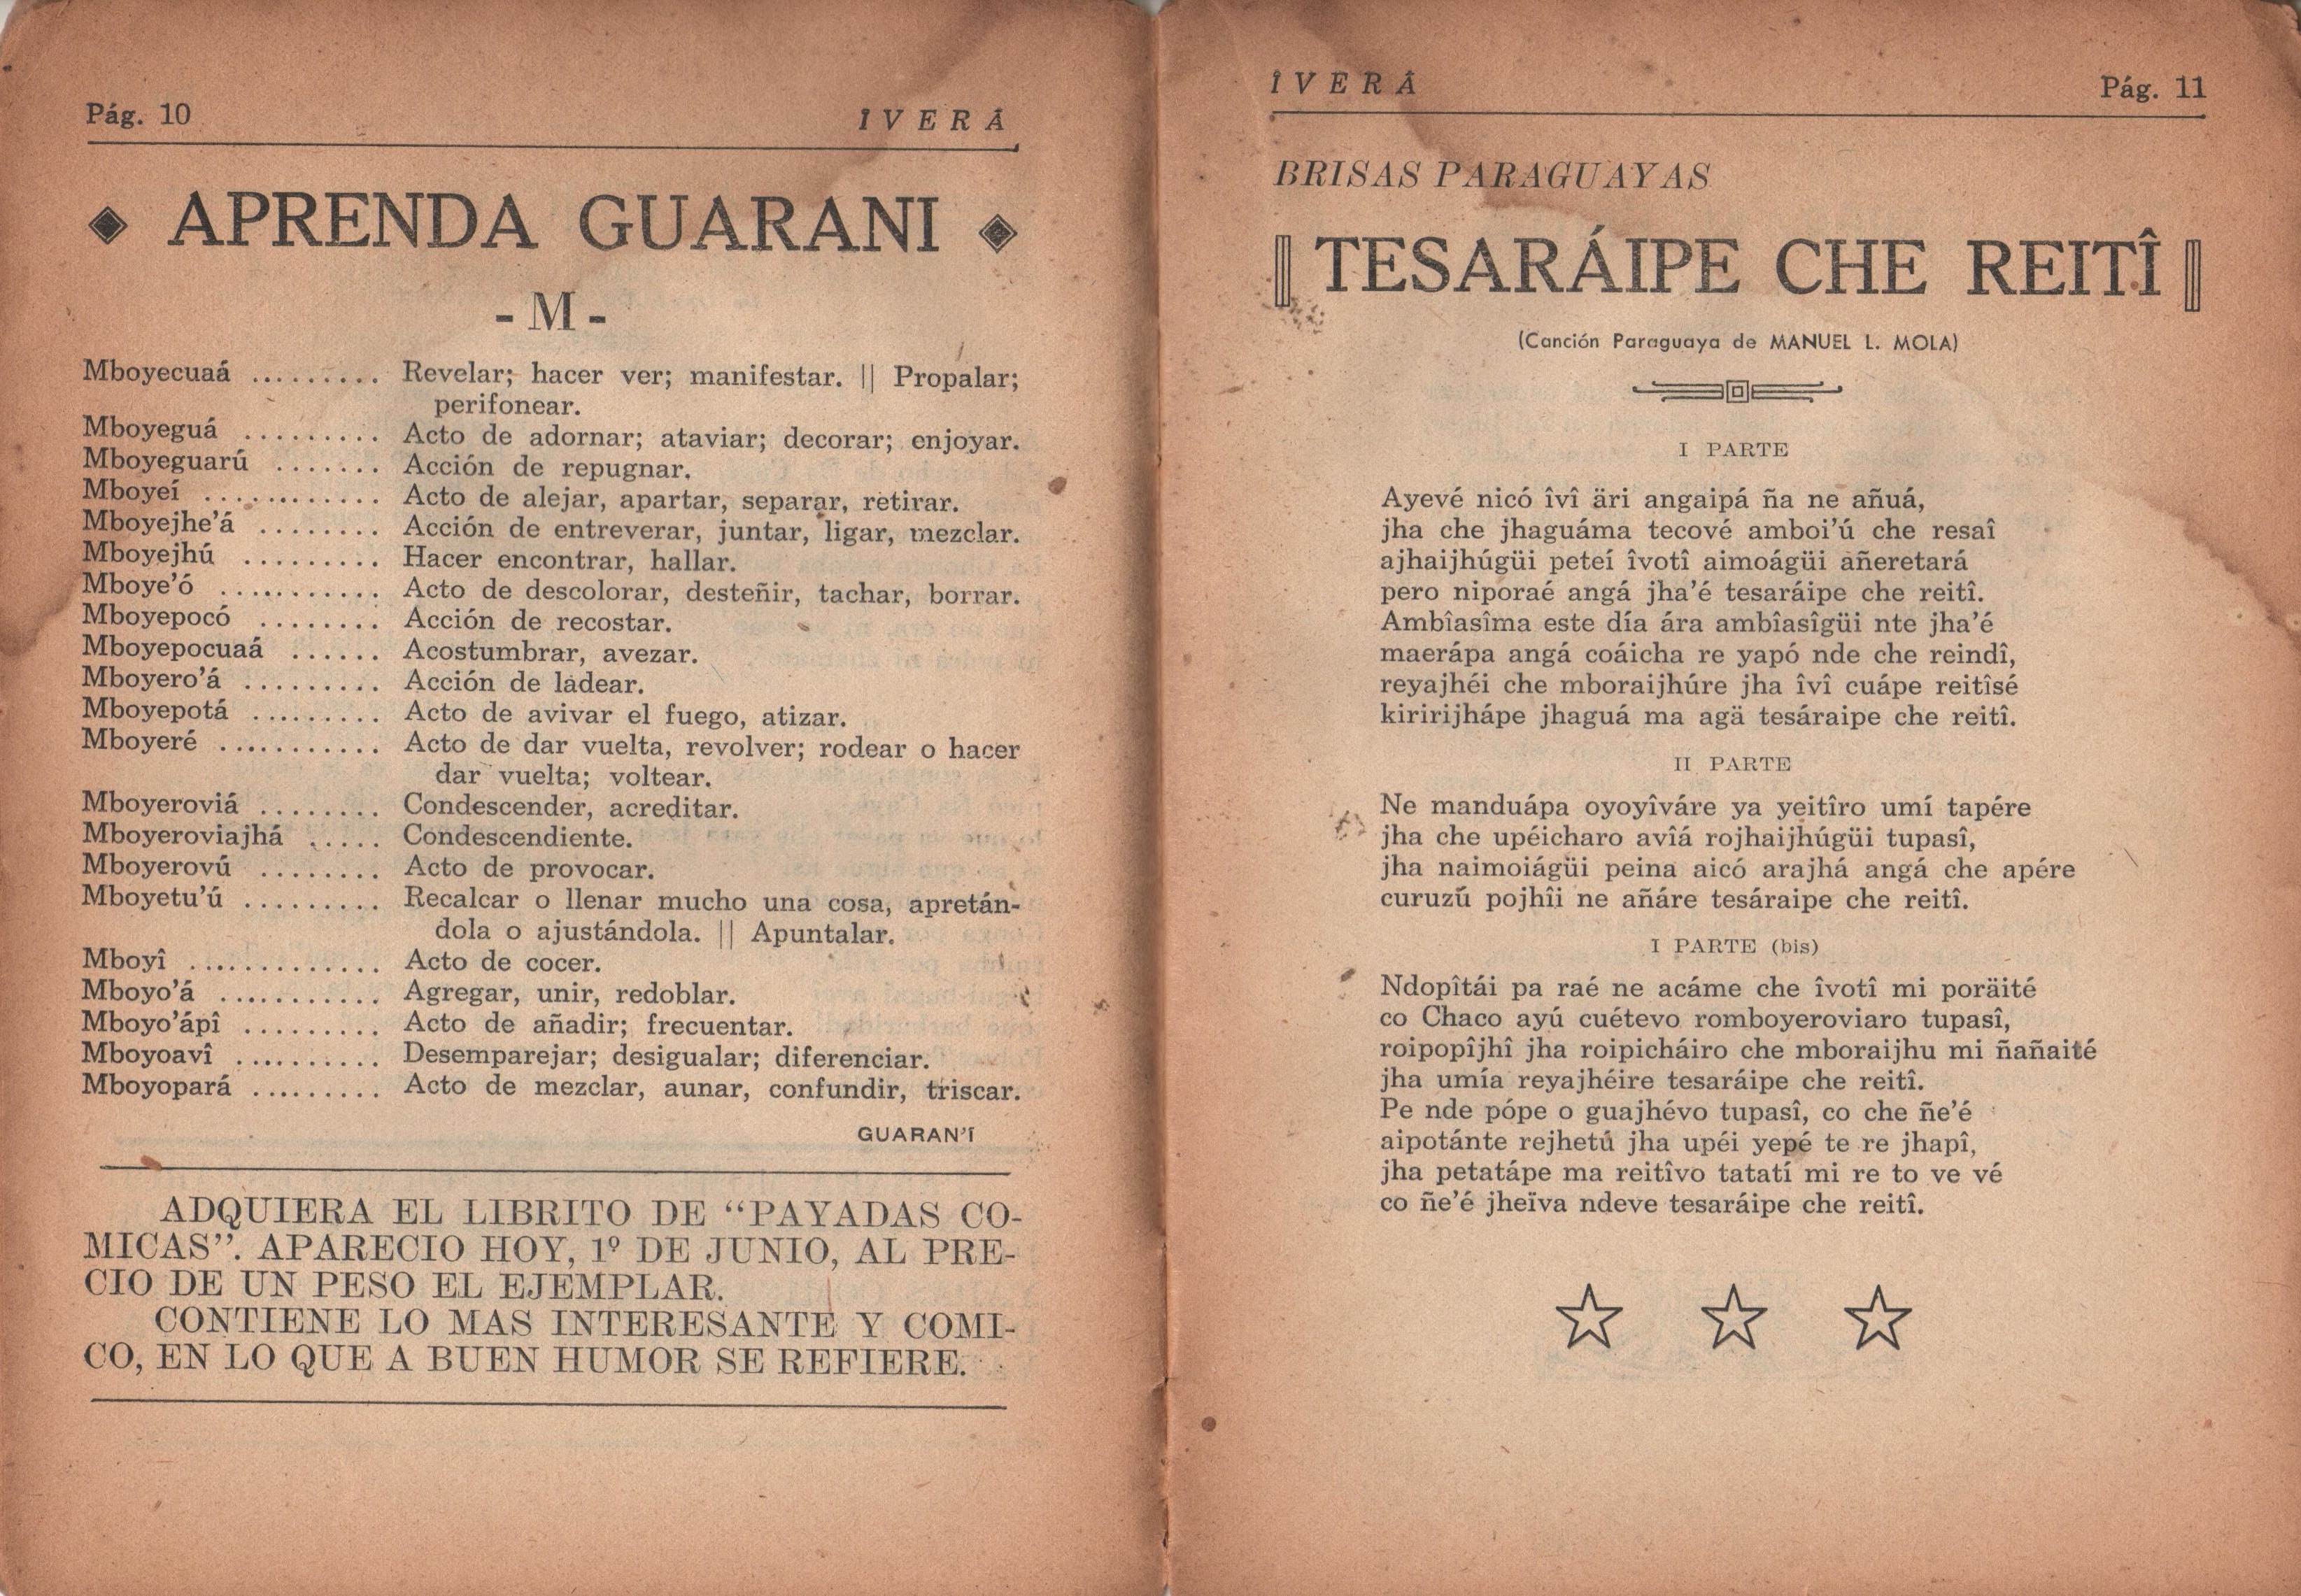 Pág. 10 ÎVERÂ
APRENDA GUARANI
- M -
Mboyecuaá ......... Revelar; hacer ver; manifestar. || Propalar;
perifonear.
Mboyeguá ......... Acto de adornar; ataviar; decorar; enjoyar.
Mboyeguarú ....... Acción de repugnar.
Mboyeí ............ Acto de alejar, apartar, separar, retirar.
Mboyejhe’á ........ Acción de entreverar, juntar, ligar, mezclar.
Mboyejhú ......... Hacer encontrar, hallar.
Mboye’ó ........... Acto de descolorar, desteñir, tachar, borrar.
Mboyepocó ........ Acción de recostar.
Mboyepocuaá ...... Acostumbrar, avezar.
Mboyero’á ......... Acción de ladear.
Mboyepotá ......... Acto de avivar el fuego, atizar.
Mboyeré ........... Acto de dar vuelta, revolver; rodear o hacer
dar vuelta; voltear.
Mboyeroviá ........ Condescender, acreditar.
Mboyeroviajhá ..... Condescendiente.
Mboyerovú ........ Acto de provocar.
Mboyetu’ú ......... Recalcar o llenar mucho una cosa, apretán-
dola o ajustándola. || Apuntalar.
Mboyî ............. Acto de cocer.
Mboyo’á ........... Agregar, unir, redoblar.
Mboyo’ápî ......... Acto de añadir; frecuentar.
Mboyoavî .......... Desemparejar; desigualar; diferenciar.
Mboyopará ......... Acto de mezclar, aunar, confundir, triscar.
GUARAN’Î
ADQUIERA EL LIBRITO DE “PAYADAS CO-
MICAS”. APARECIO HOY, 1º DE JUNIO, AL PRE-
CIO DE UN PESO EL EJEMPLAR.
CONTIENE LO MAS INTERESANTE Y COMI-
CO, EN LO QUE A BUEN HUMOR SE REFIERE.
ÎVERÂ Pág. 11
BRISAS PARAGUAYAS
TESARÁIPE CHE REITÎ
(Canción Paraguaya de MANUEL L. MOLA)
I PARTE
Ayevé nicó îvî äri angaipá ña ne añuá,
jha che jhaguáma tecové amboi’ú che resaî
ajhaijhúgüi peteí îvotî aimoágüi añeretará
pero niporaé angá jha’é tesaráipe che reitî.
Ambîasîma este día ára ambîasîgüi nte jha’é
maerápa angá coáicha re yapó nde che reindî,
reyajhéi che mboraijhúre jha îvî cuápe reitîsé
kiririjhápe jhaguá ma agä tesáraipe che reitî.
II PARTE
Ne manduápa oyoyîváre ya yeitîro umí tapére
jha che upéicharo avîá rojhaijhúgüi tupasî,
jha naimoiágüi peina aicó arajhá angá che apére
curuzú pojhîi ne añáre tesáraipe che reitî.
I PARTE (bis)
Ndopîtái pa raé ne acáme che îvotî mi poräité
co Chaco ayú cuétevo romboyeroviaro tupasî,
roipopîjhî jha roipicháiro che mboraijhu mi ñañaité
jha umía reyajhéire tesaráipe che reitî.
Pe nde pópe o guajhévo tupasî, co che ñe’é
aipotánte rejhetú jha upéi yepé te re jhapî,
jha petatápe ma reitîvo tatatí mi re to ve vé
co ñe’é jheïva ndeve tesaráipe che reitî.